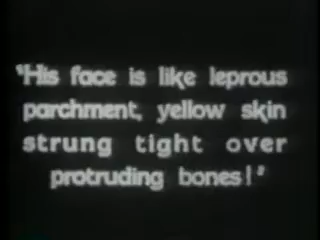 "His face is like leprous
parchment, yellow skin
strung tight over
protruding bones!"